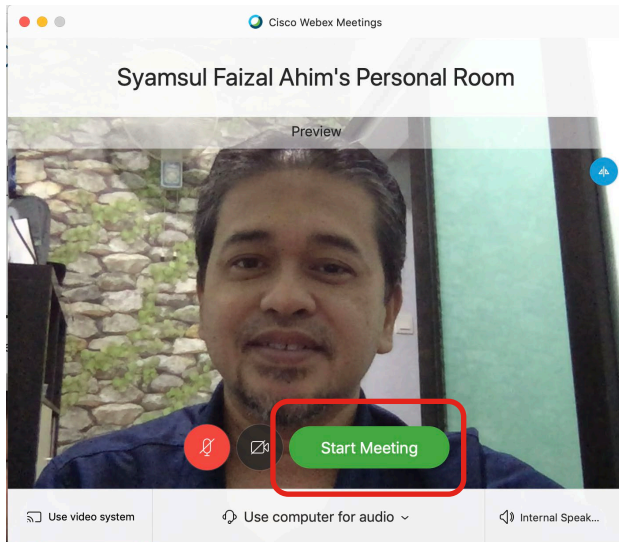 Cisco Webex Meetings
Syamsul Faizal Ahim's Personal Room
Preview
Start Meeting
Use video system
Use computer for audio
Internal Speak...